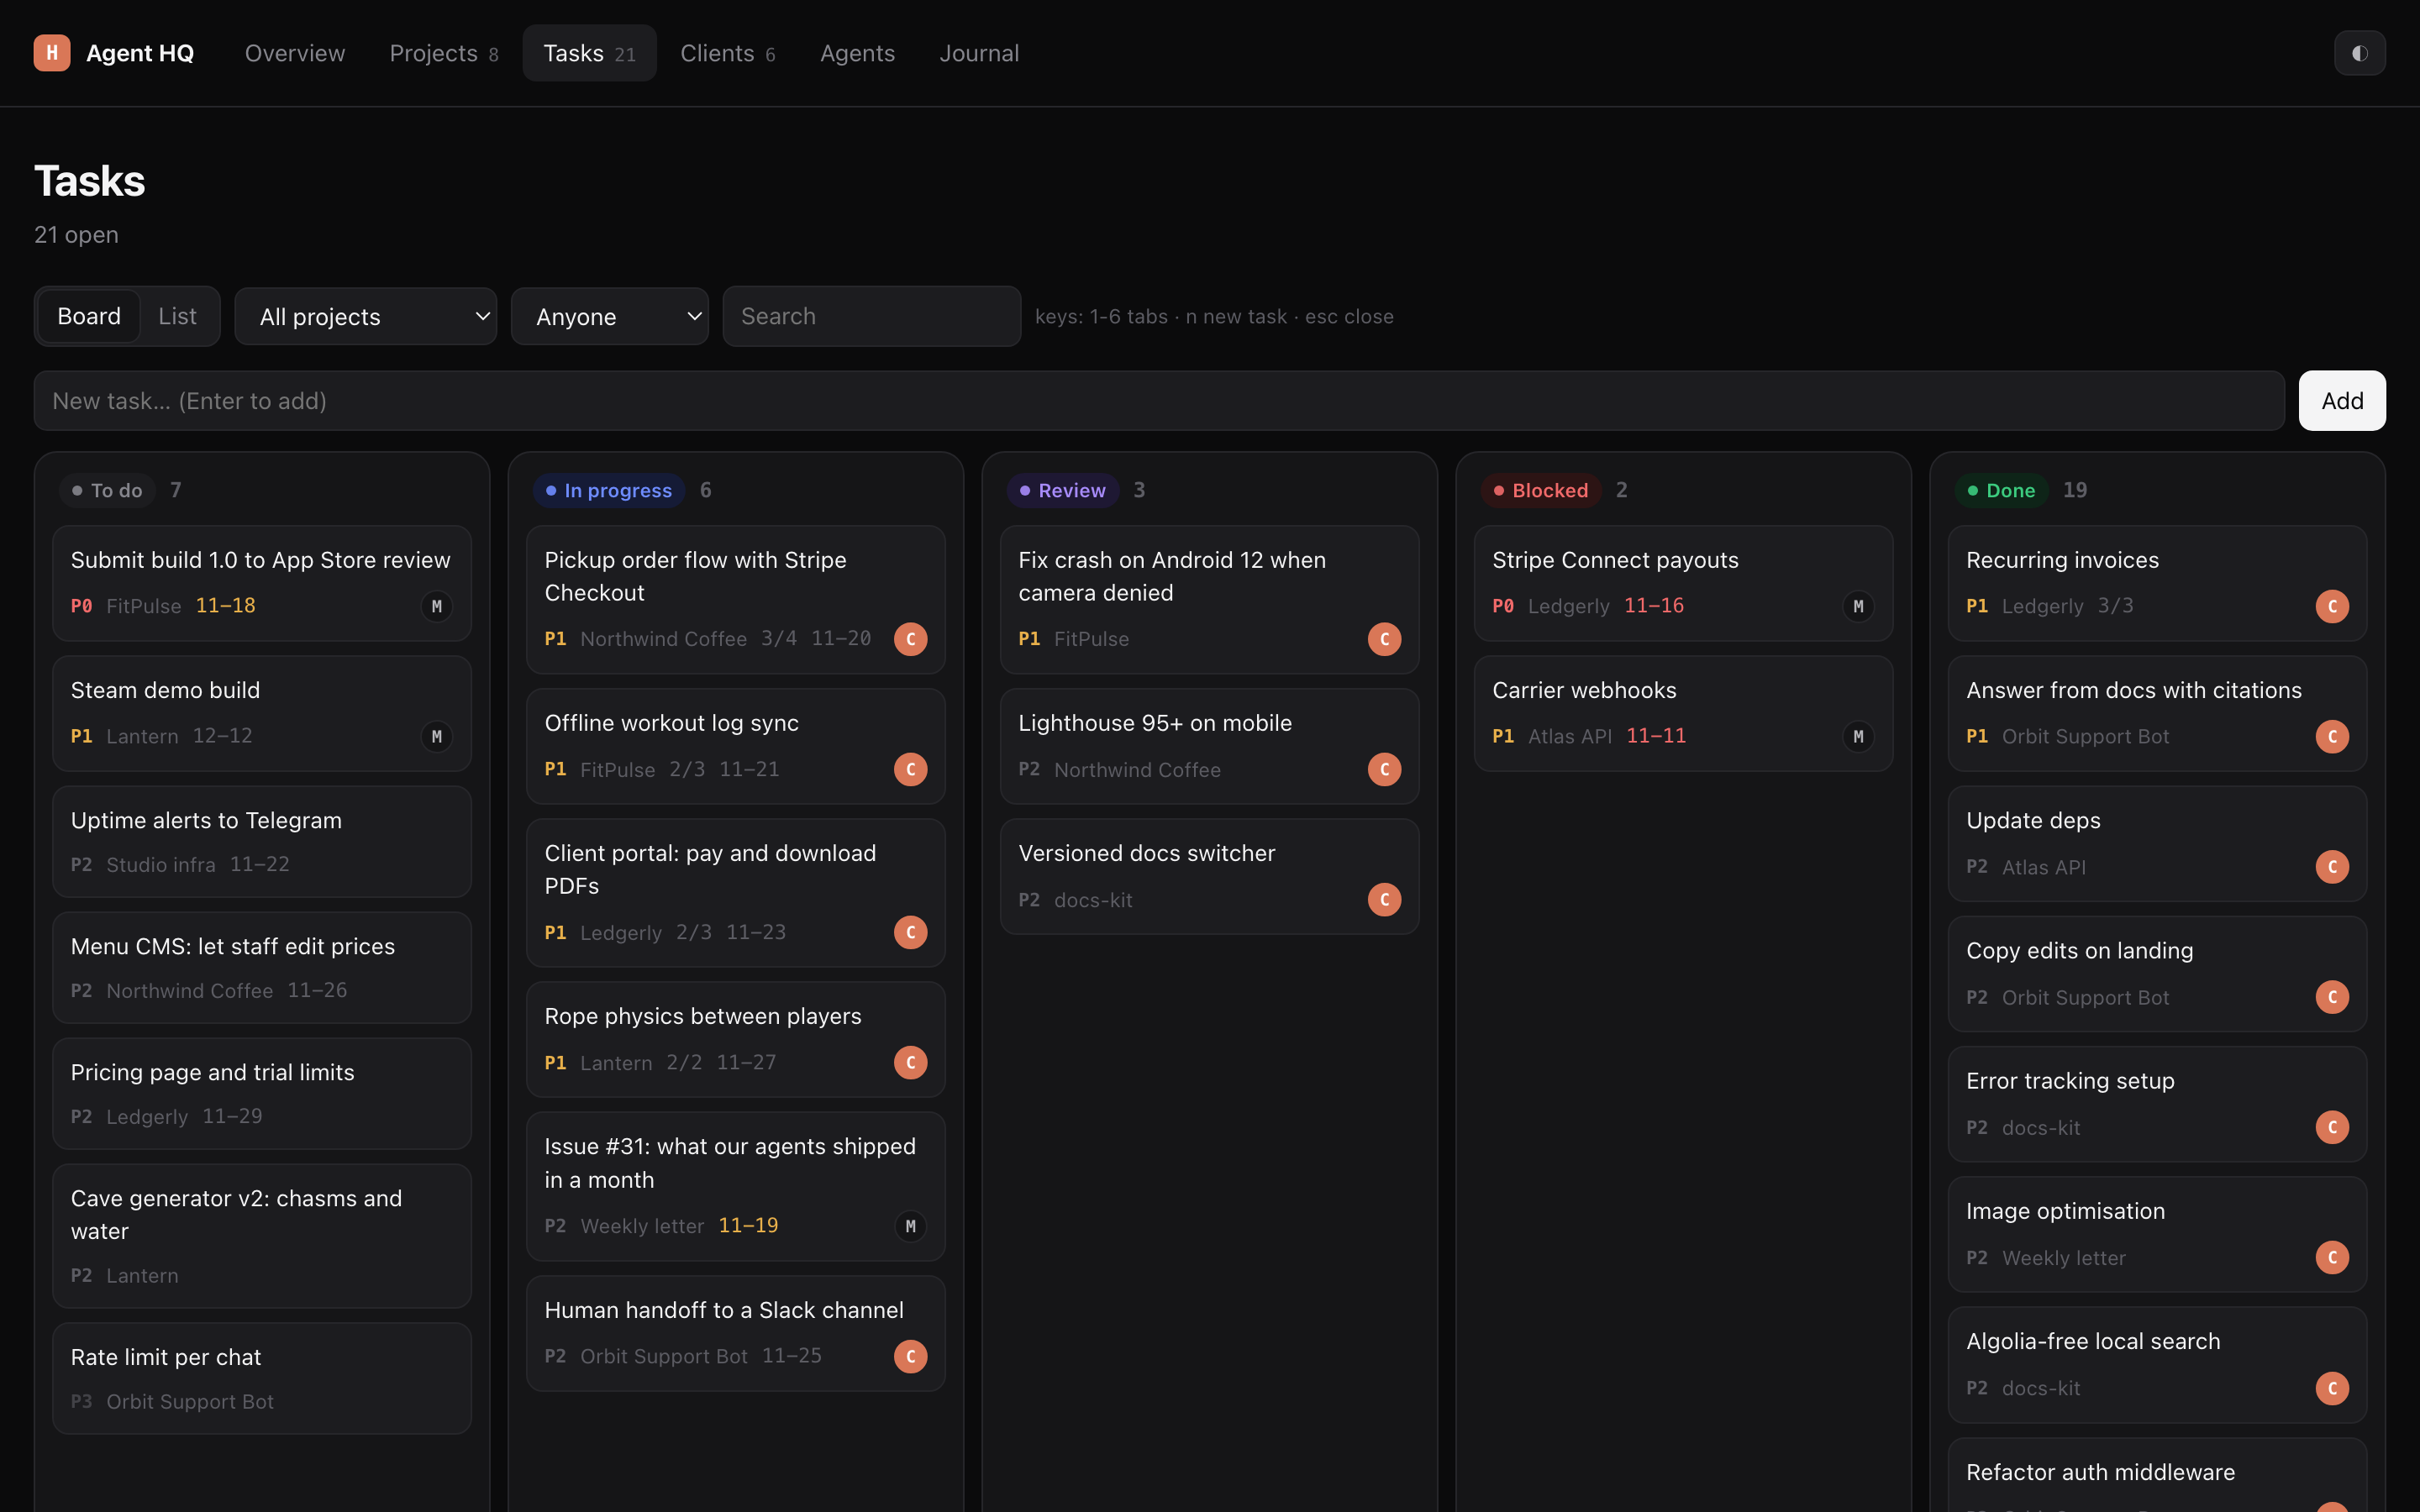 H Agent HQ Overview Projects 8 Tasks 21 Clients 6 Agents Journal
Tasks
21 open
Board List All projects Anyone Search keys: 1-6 tabs · n new task · esc close
New task... (Enter to add) Add
To do 7
Submit build 1.0 to App Store review
P0 FitPulse 11–18 M
Steam demo build
P1 Lantern 12–12 M
Uptime alerts to Telegram
P2 Studio infra 11–22
Menu CMS: let staff edit prices
P2 Northwind Coffee 11–26
Pricing page and trial limits
P2 Ledgerly 11–29
Cave generator v2: chasms and
water
P2 Lantern
Rate limit per chat
P3 Orbit Support Bot
In progress 6
Pickup order flow with Stripe
Checkout
P1 Northwind Coffee 3/4 11–20 C
Offline workout log sync
P1 FitPulse 2/3 11–21 C
Client portal: pay and download
PDFs
P1 Ledgerly 2/3 11–23 C
Rope physics between players
P1 Lantern 2/2 11–27 C
Issue #31: what our agents shipped
in a month
P2 Weekly letter 11–19 M
Human handoff to a Slack channel
P2 Orbit Support Bot 11–25 C
Review 3
Fix crash on Android 12 when
camera denied
P1 FitPulse C
Lighthouse 95+ on mobile
P2 Northwind Coffee C
Versioned docs switcher
P2 docs-kit C
Blocked 2
Stripe Connect payouts
P0 Ledgerly 11–16 M
Carrier webhooks
P1 Atlas API 11–11 M
Done 19
Recurring invoices
P1 Ledgerly 3/3 C
Answer from docs with citations
P1 Orbit Support Bot C
Update deps
P2 Atlas API C
Copy edits on landing
P2 Orbit Support Bot C
Error tracking setup
P2 docs-kit C
Image optimisation
P2 Weekly letter C
Algolia-free local search
P2 docs-kit C
Refactor auth middleware